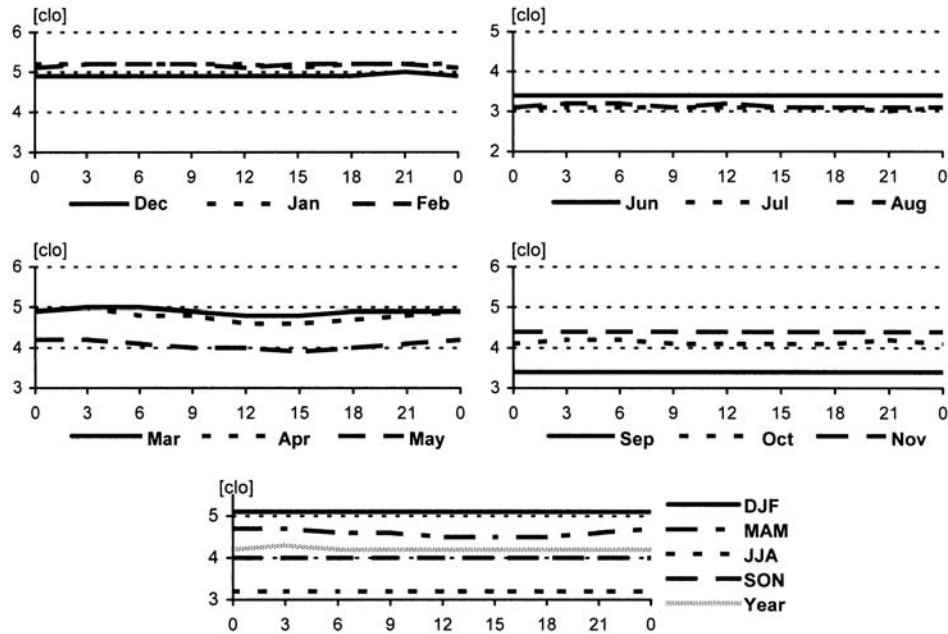 [clo]
6
5
4
3
0 3 6 9 12 15 18 21 0
Dec Jan Feb
[clo]
5
4
3
2
0 3 6 9 12 15 18 21 0
Jun Jul Aug
[clo]
6
5
4
3
0 3 6 9 12 15 18 21 0
Mar Apr May
[clo]
6
5
4
3
0 3 6 9 12 15 18 21 0
Sep Oct Nov
[clo]
5
4
3
0 3 6 9 12 15 18 21 0
DJF
MAM
JJA
SON
Year